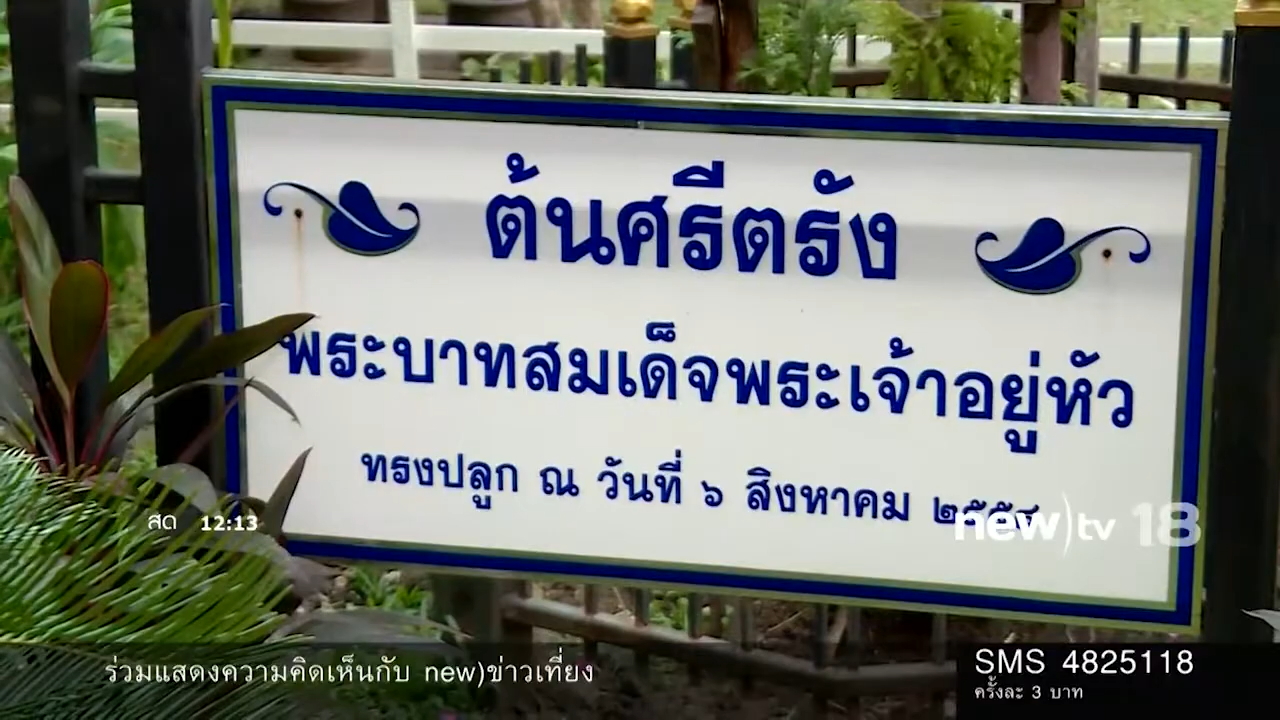 ต้นศรีตรัง
พระบาทสมเด็จพระเจ้าอยู่หัว
ทรงปลูก ณ วันที่ ๖ สิงหาคม
สด 12:13
new)tv 18
ร่วมแสดงความคิดเห็นกับ new)ข่าวเที่ยง
SMS 4825118
ครั้งละ 3 บาท